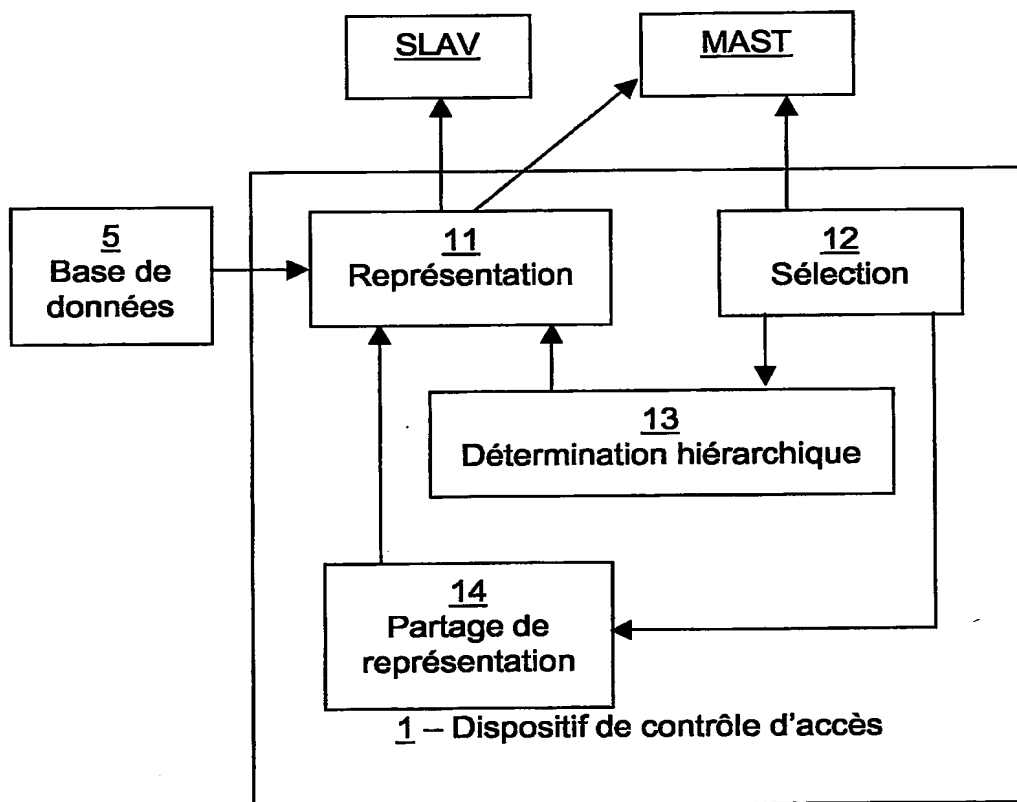 SLAV
MAST
5
Base de
données
11
Représentation
12
Sélection
13
Détermination hiérarchique
14
Partage de
représentation
1 – Dispositif de contrôle d'accès